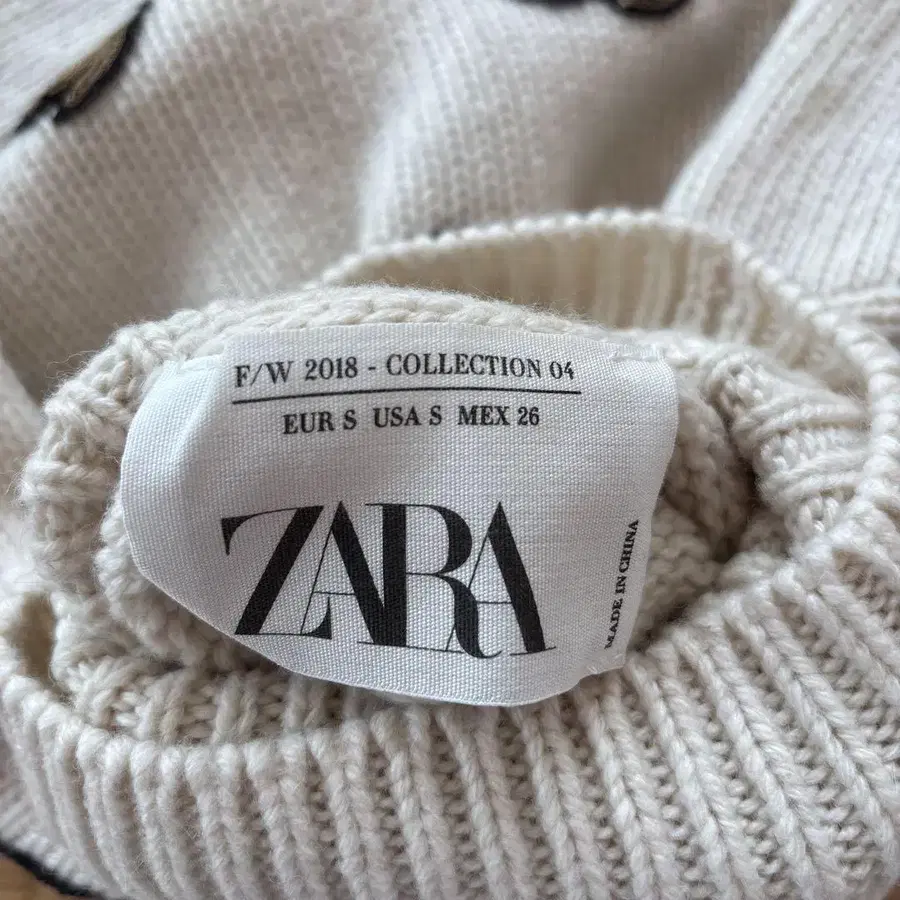 F/W 2018 - COLLECTION 04
EUR S USA S MEX 26
ZARA
MADE IN CHINA